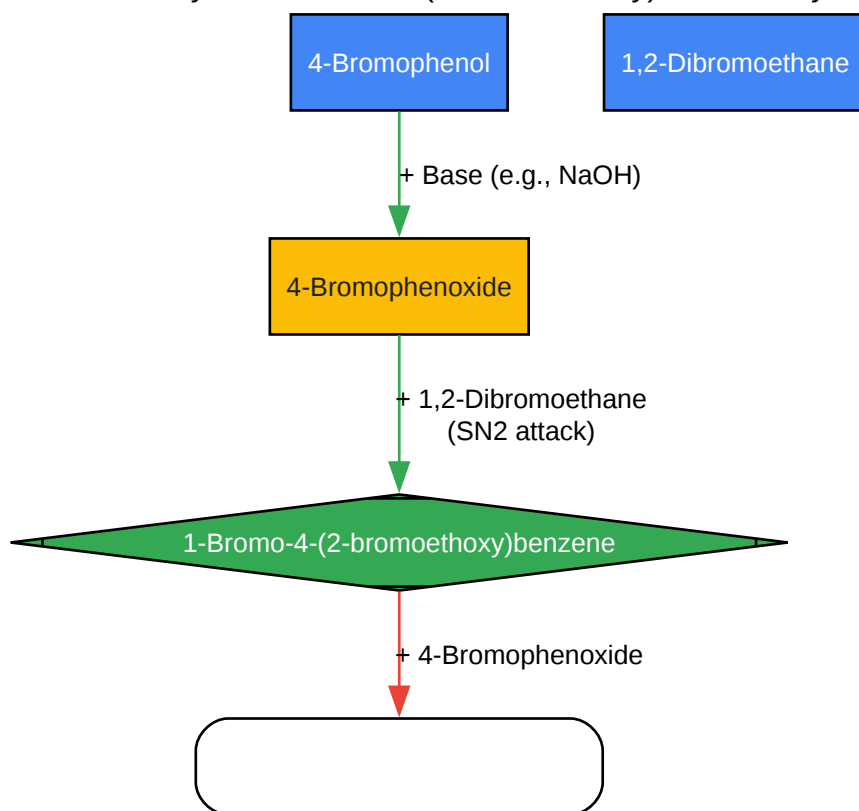 4-Bromophenol
1,2-Dibromoethane
+ Base (e.g., NaOH)
4-Bromophenoxide
+ 1,2-Dibromoethane
(SN2 attack)
1-Bromo-4-(2-bromoethoxy)benzene
+ 4-Bromophenoxide